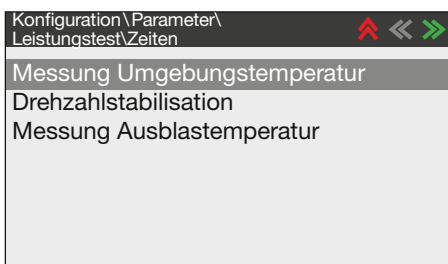 Konfiguration\Parameter\
Leistungstest\Zeiten
Messung Umgebungstemperatur
Drehzahlstabilisation
Messung Ausblastemperatur